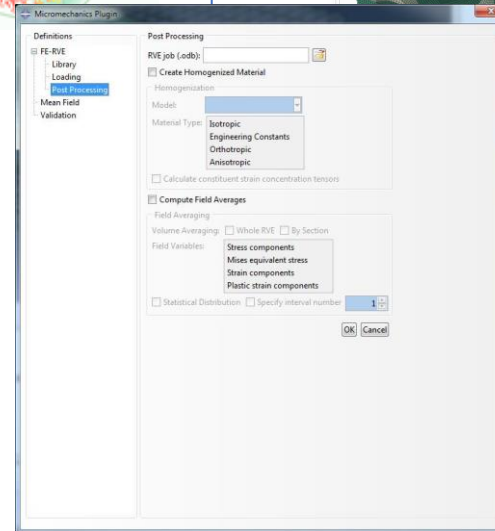 Micromechanics Plugin
Definitions
FE-RVE
Library
Loading
Post Processing
Mean Field
Validation
Post Processing
RVE job (.odb):
Create Homogenized Material
Homogenization
Model:
Material Type:
Isotropic
Engineering Constants
Orthotropic
Anisotropic
Calculate constituent strain concentration tensors
Compute Field Averages
Field Averaging
Volume Averaging: Whole RVE By Section
Field Variables:
Stress components
Mises equivalent stress
Strain components
Plastic strain components
Statistical Distribution Specify interval number 1
OK Cancel